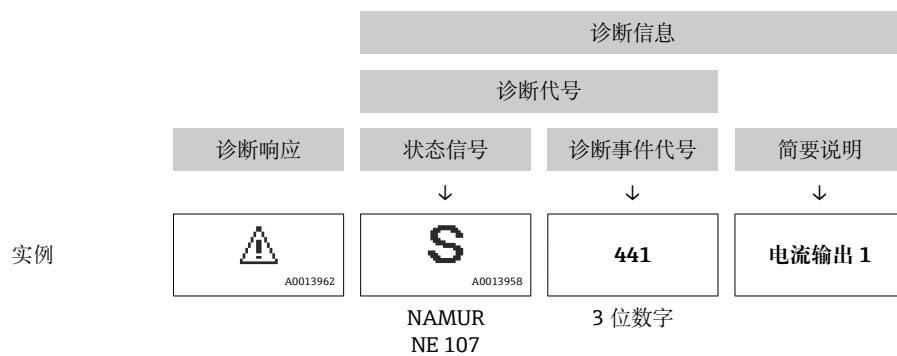 诊断信息
诊断代号
诊断响应 状态信号 诊断事件代号 简要说明
↓ ↓ ↓
实例 S 441 电流输出 1
A0013962 A0013958
NAMUR 3 位数字
NE 107